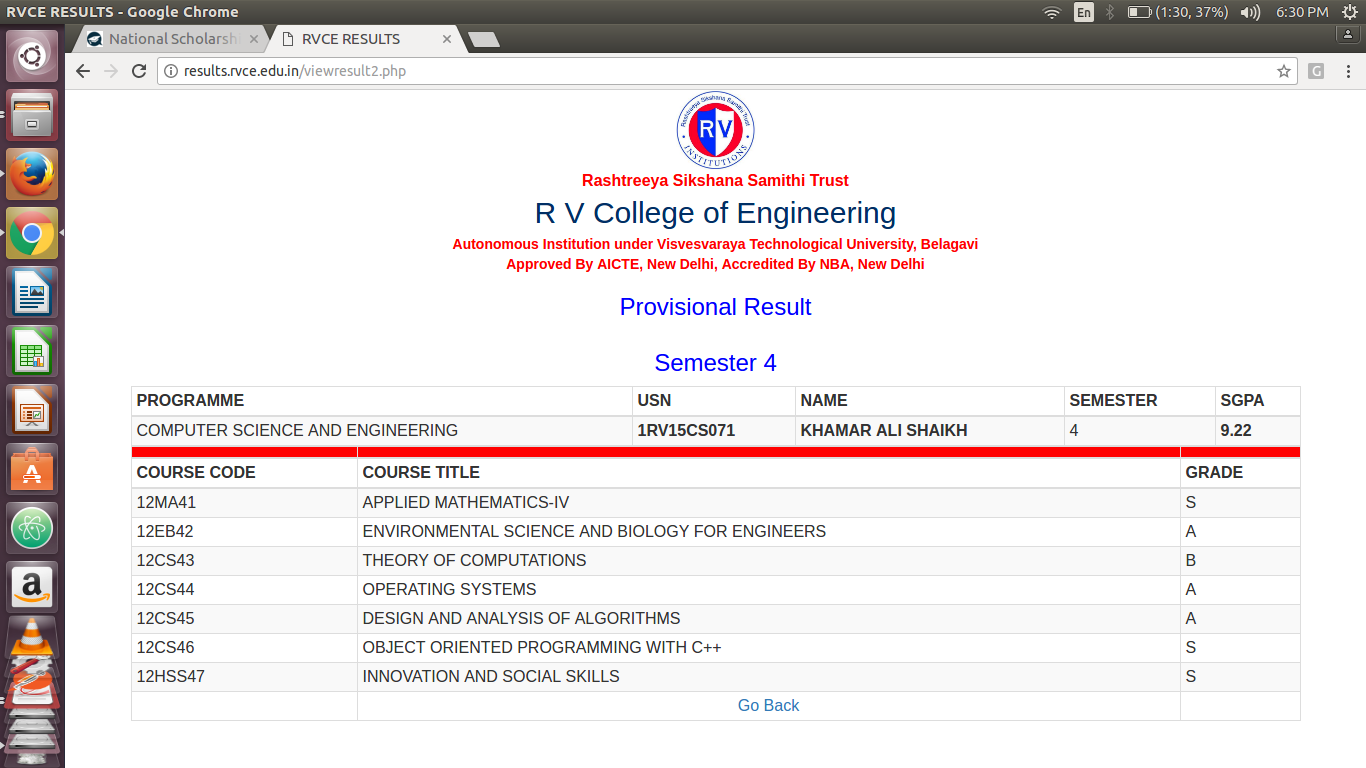 RVCE RESULTS - Google Chrome En (1:30, 37%) 6:30 PM
National Scholarsh × RVCE RESULTS ×
results.rvce.edu.in/viewresult2.php
Rashtreeya Sikshana Samithi Trust
R V
INSTITUTIONS
Rashtreeya Sikshana Samithi Trust
R V College of Engineering
Autonomous Institution under Visvesvaraya Technological University, Belagavi
Approved By AICTE, New Delhi, Accredited By NBA, New Delhi
Provisional Result
Semester 4
PROGRAMME USN NAME SEMESTER SGPA
COMPUTER SCIENCE AND ENGINEERING 1RV15CS071 KHAMAR ALI SHAIKH 4 9.22
COURSE CODE COURSE TITLE GRADE
12MA41 APPLIED MATHEMATICS-IV S
12EB42 ENVIRONMENTAL SCIENCE AND BIOLOGY FOR ENGINEERS A
12CS43 THEORY OF COMPUTATIONS B
12CS44 OPERATING SYSTEMS A
12CS45 DESIGN AND ANALYSIS OF ALGORITHMS A
12CS46 OBJECT ORIENTED PROGRAMMING WITH C++ S
12HSS47 INNOVATION AND SOCIAL SKILLS S
Go Back